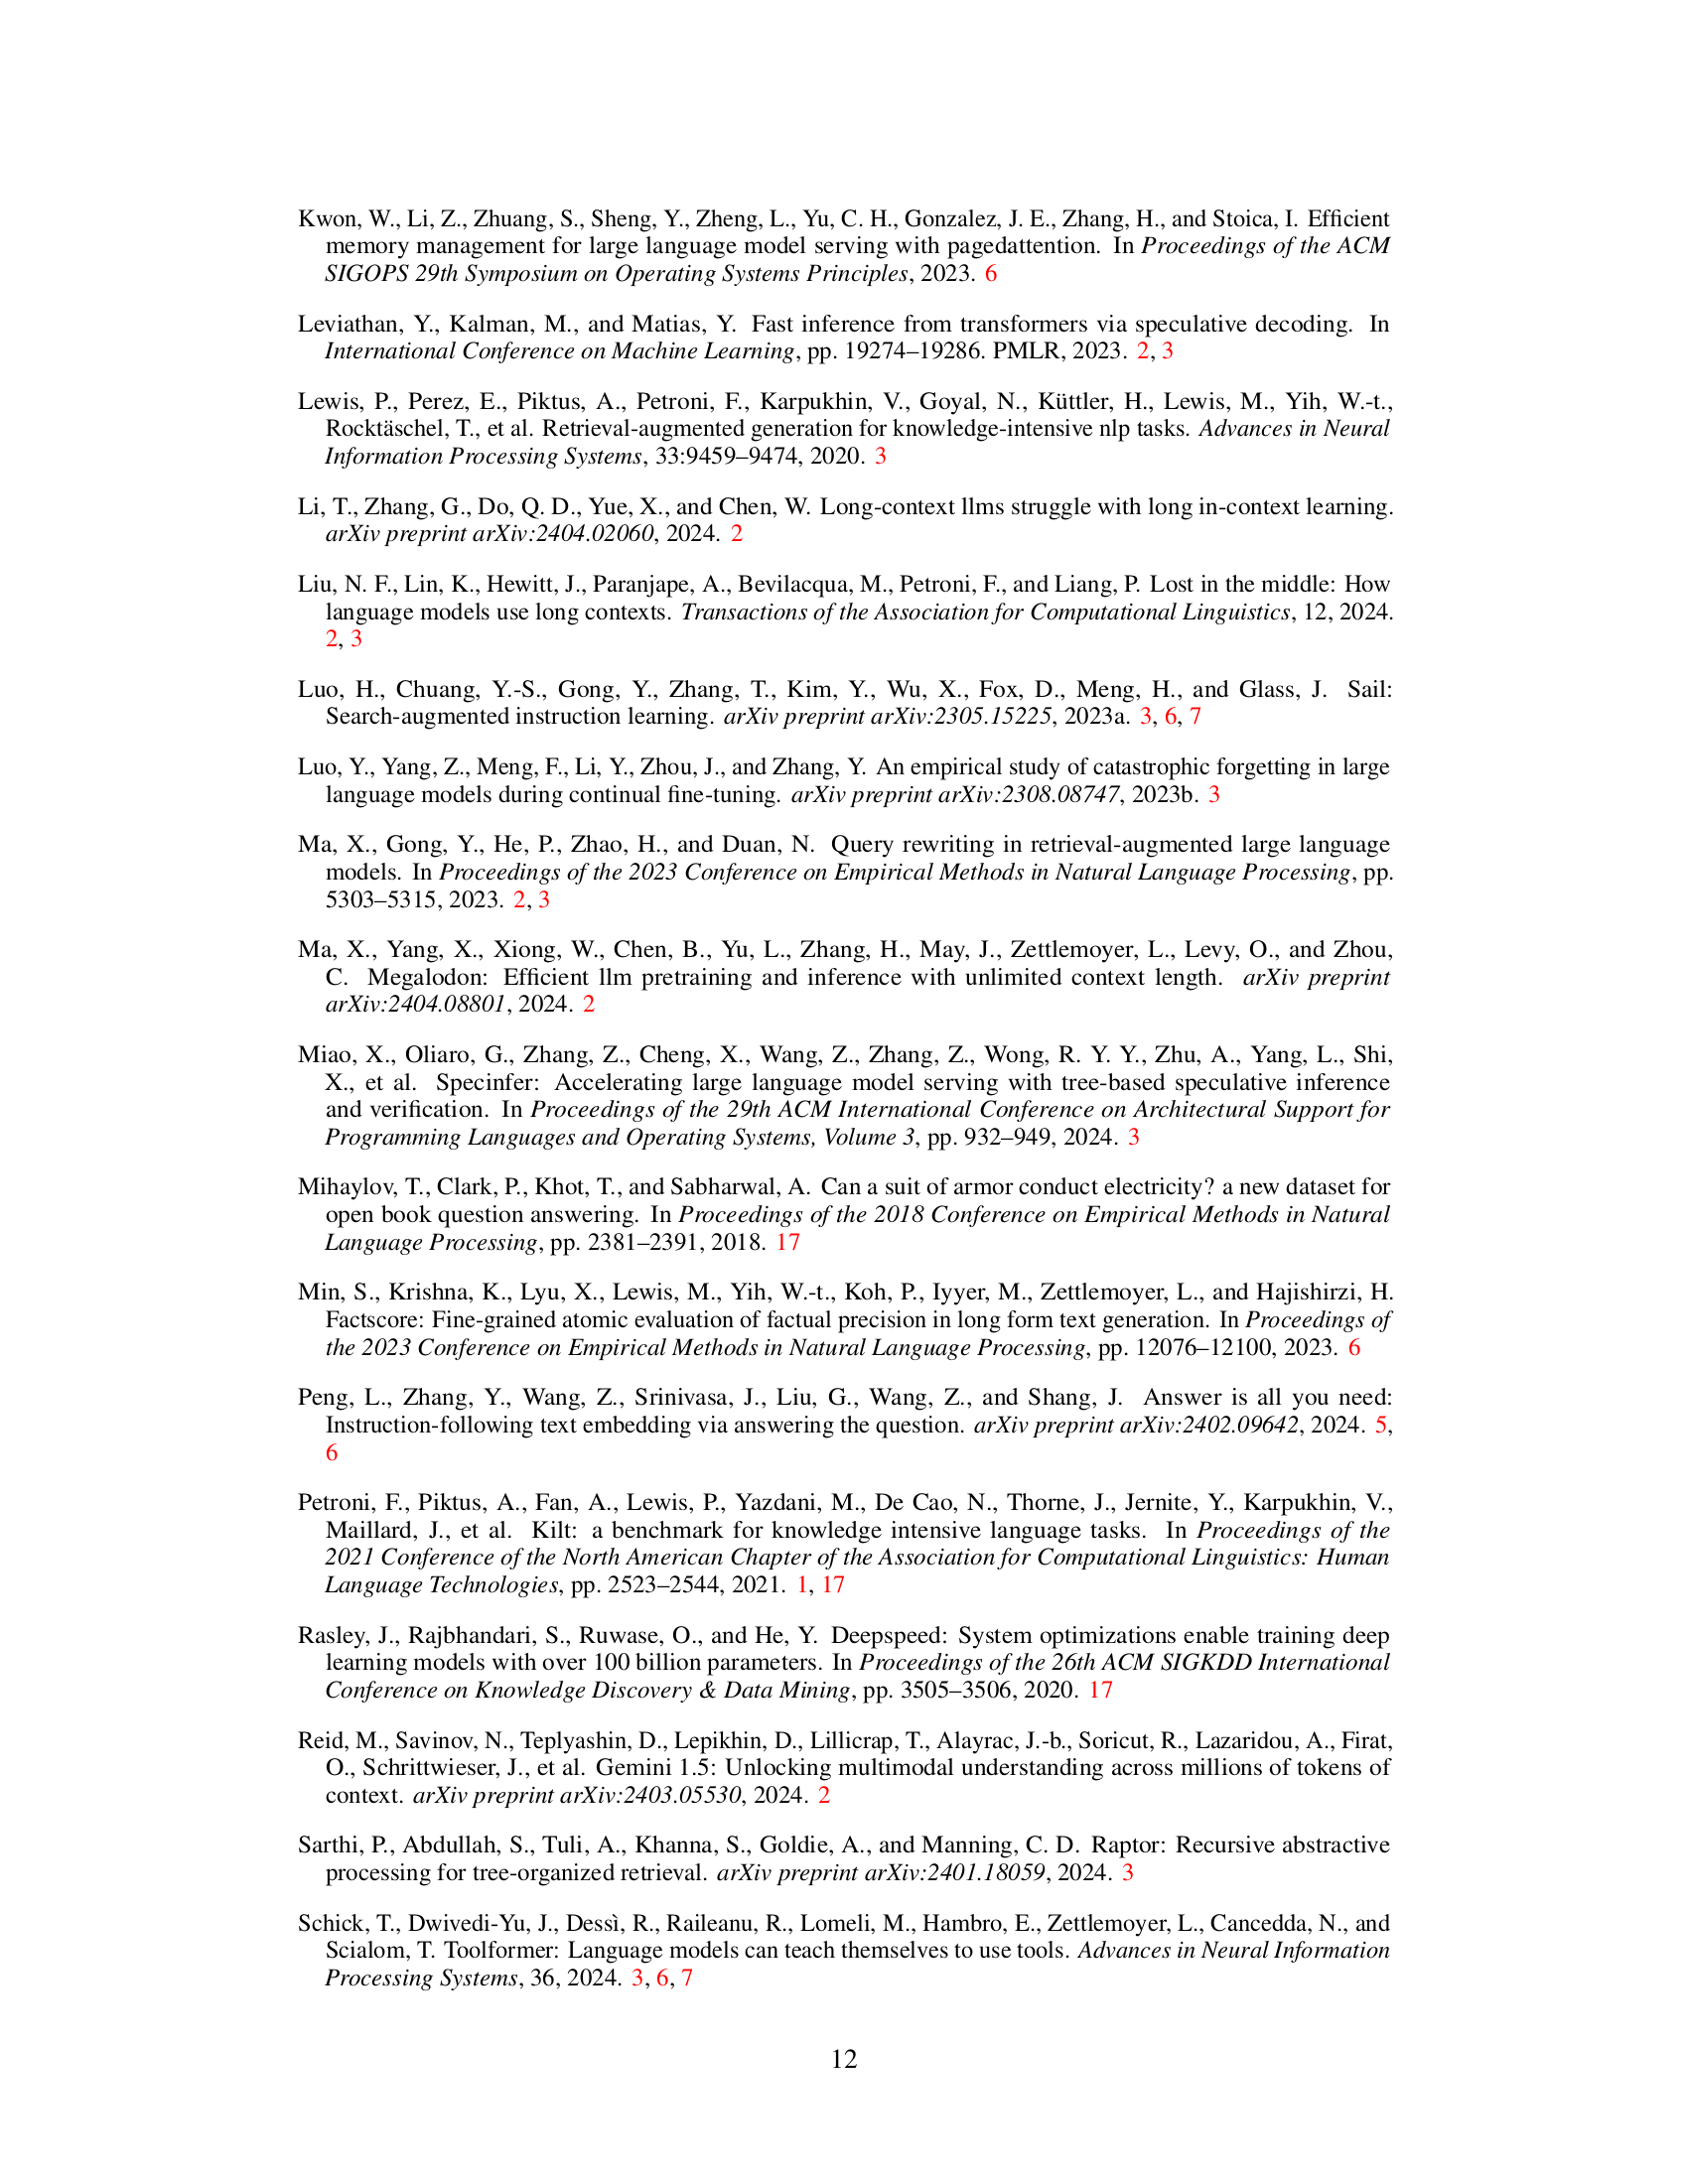 Kwon, W., Li, Z., Zhuang, S., Sheng, Y., Zheng, L., Yu, C. H., Gonzalez, J. E., Zhang, H., and Stoica, I. Efficient
memory management for large language model serving with pagedattention. In Proceedings of the ACM
SIGOPS 29th Symposium on Operating Systems Principles, 2023. 6
Leviathan, Y., Kalman, M., and Matias, Y. Fast inference from transformers via speculative decoding. In
International Conference on Machine Learning, pp. 19274–19286. PMLR, 2023. 2, 3
Lewis, P., Perez, E., Piktus, A., Petroni, F., Karpukhin, V., Goyal, N., Küttler, H., Lewis, M., Yih, W.-t.,
Rocktäschel, T., et al. Retrieval-augmented generation for knowledge-intensive nlp tasks. Advances in Neural
Information Processing Systems, 33:9459–9474, 2020. 3
Li, T., Zhang, G., Do, Q. D., Yue, X., and Chen, W. Long-context llms struggle with long in-context learning.
arXiv preprint arXiv:2404.02060, 2024. 2
Liu, N. F., Lin, K., Hewitt, J., Paranjape, A., Bevilacqua, M., Petroni, F., and Liang, P. Lost in the middle: How
language models use long contexts. Transactions of the Association for Computational Linguistics, 12, 2024.
2, 3
Luo, H., Chuang, Y.-S., Gong, Y., Zhang, T., Kim, Y., Wu, X., Fox, D., Meng, H., and Glass, J. Sail:
Search-augmented instruction learning. arXiv preprint arXiv:2305.15225, 2023a. 3, 6, 7
Luo, Y., Yang, Z., Meng, F., Li, Y., Zhou, J., and Zhang, Y. An empirical study of catastrophic forgetting in large
language models during continual fine-tuning. arXiv preprint arXiv:2308.08747, 2023b. 3
Ma, X., Gong, Y., He, P., Zhao, H., and Duan, N. Query rewriting in retrieval-augmented large language
models. In Proceedings of the 2023 Conference on Empirical Methods in Natural Language Processing, pp.
5303–5315, 2023. 2, 3
Ma, X., Yang, X., Xiong, W., Chen, B., Yu, L., Zhang, H., May, J., Zettlemoyer, L., Levy, O., and Zhou,
C. Megalodon: Efficient llm pretraining and inference with unlimited context length. arXiv preprint
arXiv:2404.08801, 2024. 2
Miao, X., Oliaro, G., Zhang, Z., Cheng, X., Wang, Z., Zhang, Z., Wong, R. Y. Y., Zhu, A., Yang, L., Shi,
X., et al. Specinfer: Accelerating large language model serving with tree-based speculative inference
and verification. In Proceedings of the 29th ACM International Conference on Architectural Support for
Programming Languages and Operating Systems, Volume 3, pp. 932–949, 2024. 3
Mihaylov, T., Clark, P., Khot, T., and Sabharwal, A. Can a suit of armor conduct electricity? a new dataset for
open book question answering. In Proceedings of the 2018 Conference on Empirical Methods in Natural
Language Processing, pp. 2381–2391, 2018. 17
Min, S., Krishna, K., Lyu, X., Lewis, M., Yih, W.-t., Koh, P., Iyyer, M., Zettlemoyer, L., and Hajishirzi, H.
Factscore: Fine-grained atomic evaluation of factual precision in long form text generation. In Proceedings of
the 2023 Conference on Empirical Methods in Natural Language Processing, pp. 12076–12100, 2023. 6
Peng, L., Zhang, Y., Wang, Z., Srinivasa, J., Liu, G., Wang, Z., and Shang, J. Answer is all you need:
Instruction-following text embedding via answering the question. arXiv preprint arXiv:2402.09642, 2024. 5,
6
Petroni, F., Piktus, A., Fan, A., Lewis, P., Yazdani, M., De Cao, N., Thorne, J., Jernite, Y., Karpukhin, V.,
Maillard, J., et al. Kilt: a benchmark for knowledge intensive language tasks. In Proceedings of the
2021 Conference of the North American Chapter of the Association for Computational Linguistics: Human
Language Technologies, pp. 2523–2544, 2021. 1, 17
Rasley, J., Rajbhandari, S., Ruwase, O., and He, Y. Deepspeed: System optimizations enable training deep
learning models with over 100 billion parameters. In Proceedings of the 26th ACM SIGKDD International
Conference on Knowledge Discovery & Data Mining, pp. 3505–3506, 2020. 17
Reid, M., Savinov, N., Teplyashin, D., Lepikhin, D., Lillicrap, T., Alayrac, J.-b., Soricut, R., Lazaridou, A., Firat,
O., Schrittwieser, J., et al. Gemini 1.5: Unlocking multimodal understanding across millions of tokens of
context. arXiv preprint arXiv:2403.05530, 2024. 2
Sarthi, P., Abdullah, S., Tuli, A., Khanna, S., Goldie, A., and Manning, C. D. Raptor: Recursive abstractive
processing for tree-organized retrieval. arXiv preprint arXiv:2401.18059, 2024. 3
Schick, T., Dwivedi-Yu, J., Dessì, R., Raileanu, R., Lomeli, M., Hambro, E., Zettlemoyer, L., Cancedda, N., and
Scialom, T. Toolformer: Language models can teach themselves to use tools. Advances in Neural Information
Processing Systems, 36, 2024. 3, 6, 7
12